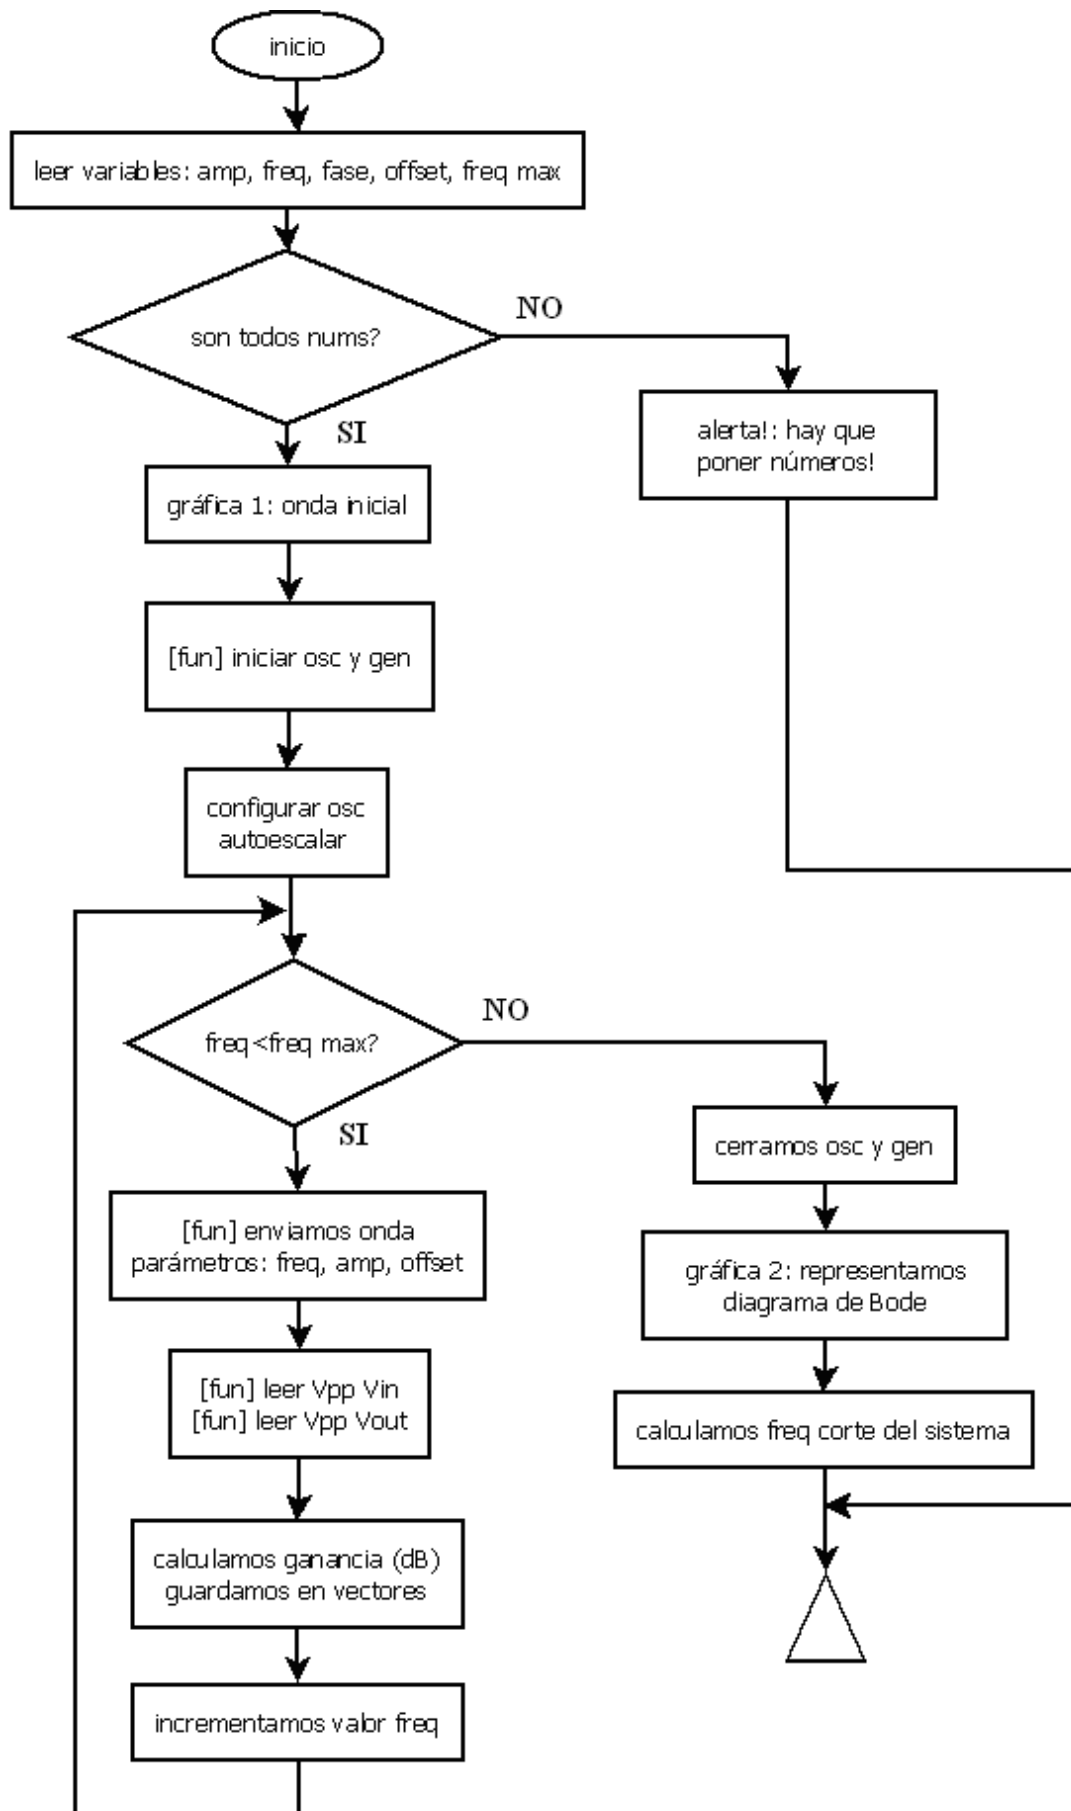 inicio
leer variables: amp, freq, fase, offset, freq max
son todos nums?
NO
SI
alerta!: hay que
poner números!
gráfica 1: onda inicial
[fun] iniciar osc y gen
configurar osc
autoescalar
freq<freq max?
NO
SI
cerramos osc y gen
[fun] enviamos onda
parámetros: freq, amp, offset
gráfica 2: representamos
diagrama de Bode
[fun] leer Vpp Vin
[fun] leer Vpp Vout
calculamos freq corte del sistema
calculamos ganancia (dB)
guardamos en vectores
incrementamos valor freq